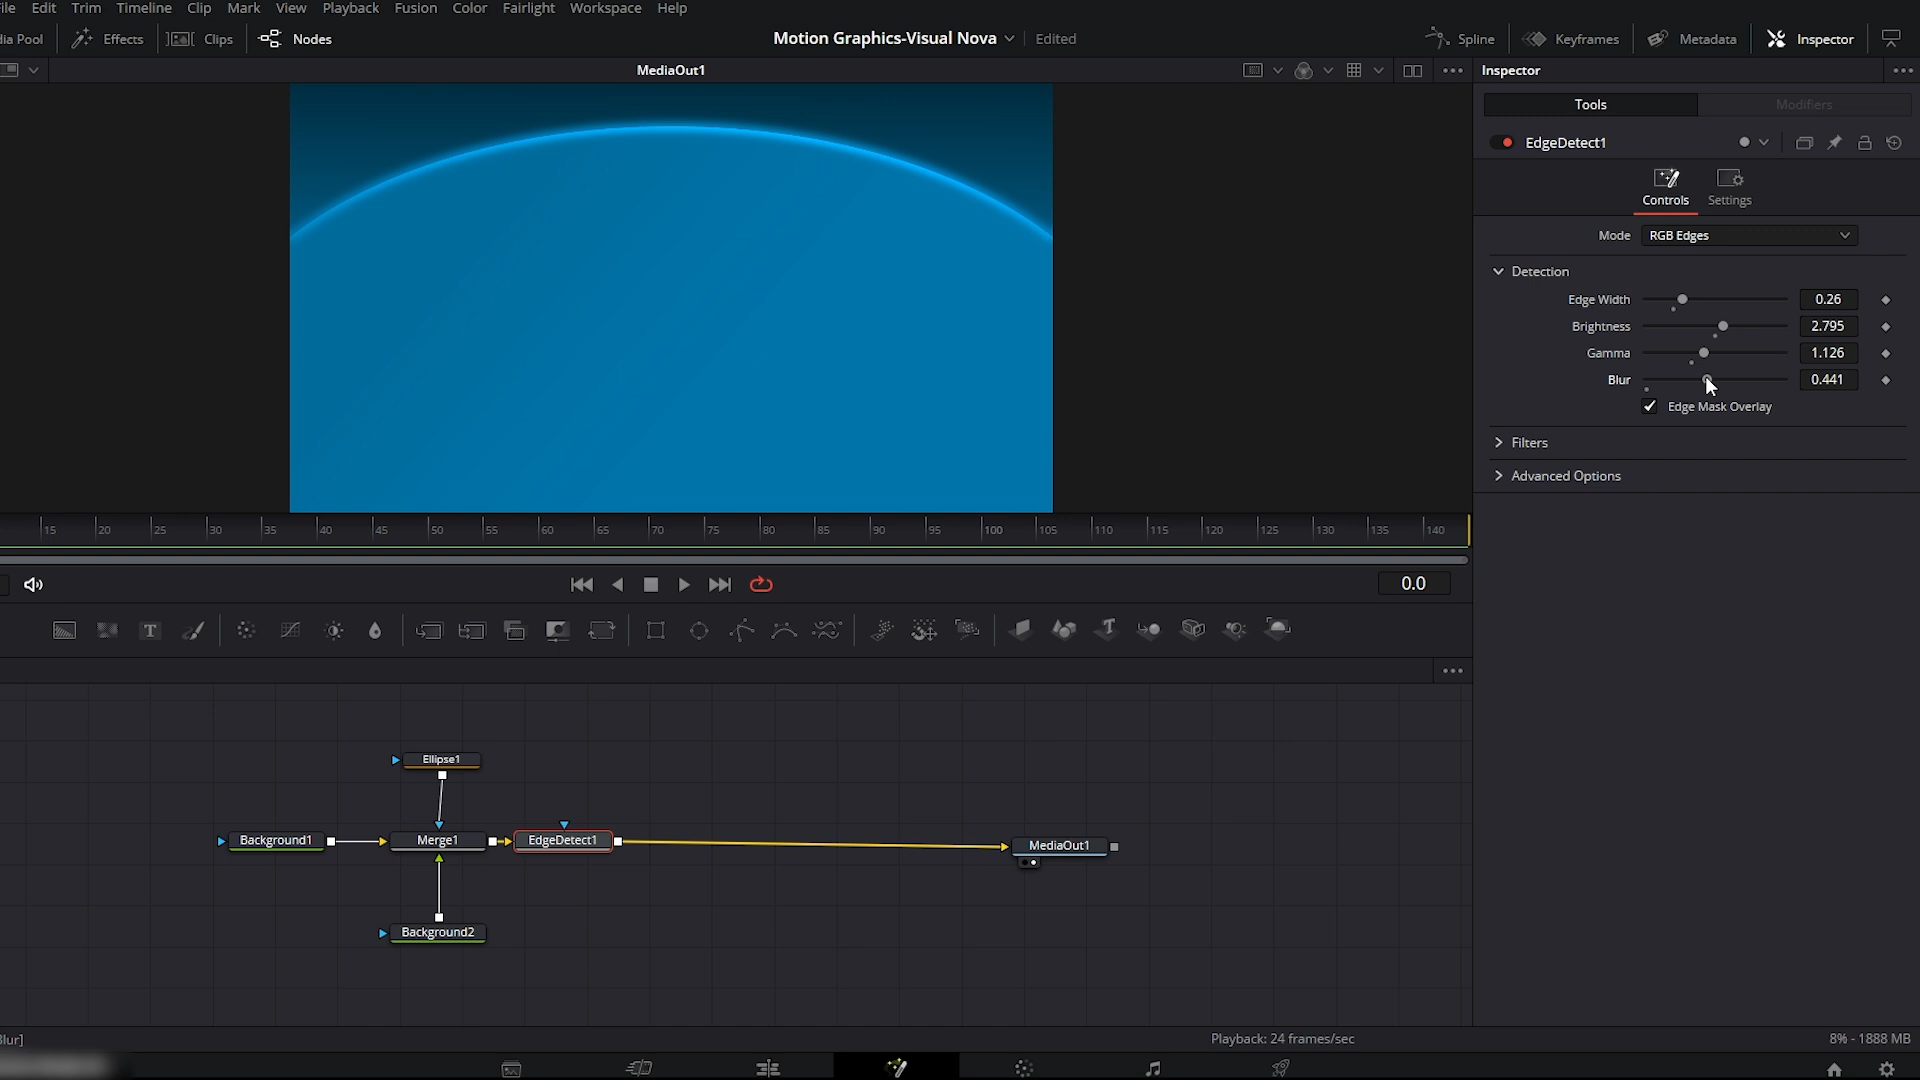 ile Edit Trim Timeline Clip Mark View Playback Fusion Color Fairlight Workspace Help
ia Pool Effects Clips Nodes Motion Graphics-Visual Nova Edited Spline Keyframes Metadata Inspector
MediaOut1 Inspector
Tools Modifiers
EdgeDetect1
Controls Settings
Mode RGB Edges
Detection
Edge Width 0.26
Brightness 2.795
Gamma 1.126
Blur 0.441
Edge Mask Overlay
Filters
Advanced Options
15 20 25 30 35 40 45 50 55 60 65 70 75 80 85 90 95 100 105 110 115 120 125 130 135 140
0.0
T
Ellipse1
Background1 Merge1 EdgeDetect1 MediaOut1
Background2
Blur] Playback: 24 frames/sec 8% - 1888 MB